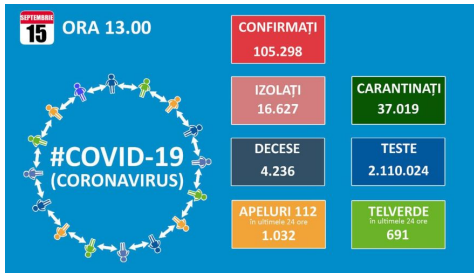 SEPTEMBRIE
15
ORA 13.00
#COVID-19
(CORONAVIRUS)
CONFIRMAȚI
105.298
IZOLAȚI
16.627
CARANTINAȚI
37.019
DECESE
4.236
TESTE
2.110.024
APELURI 112
în ultimele 24 ore
1.032
TELVERDE
în ultimele 24 ore
691